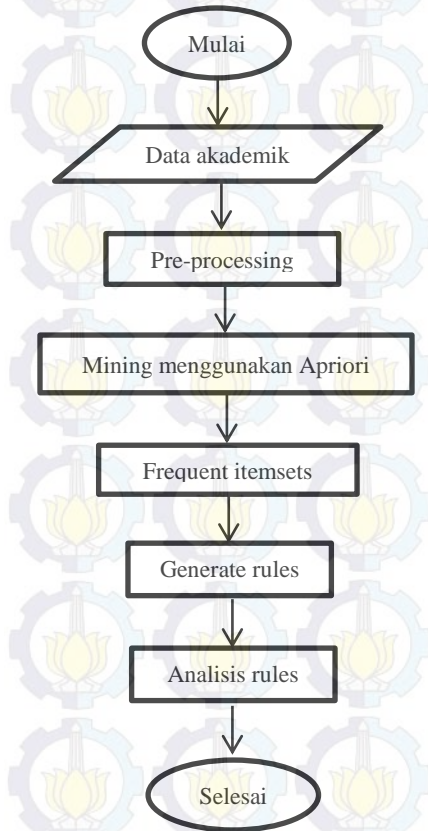 Mulai
Data akademik
Pre-processing
Mining menggunakan Apriori
Frequent itemsets
Generate rules
Analisis rules
Selesai